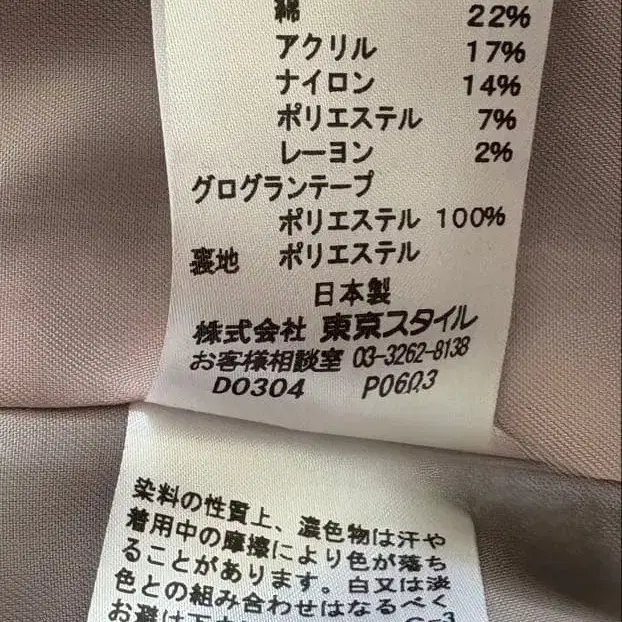 綿 22%
アクリル 17%
ナイロン 14%
ポリエステル 7%
レーヨン 2%
グログランテープ
ポリエステル 100%
裏地 ポリエステル
日本製
株式会社 東京スタイル
お客様相談室 03-3262-8138
D0304 P0603
染料の性質上、濃色物は汗や
着用中の摩擦により色が落ち
ることがあります。白又は淡
色との組み合わせはなるべく
お避け下